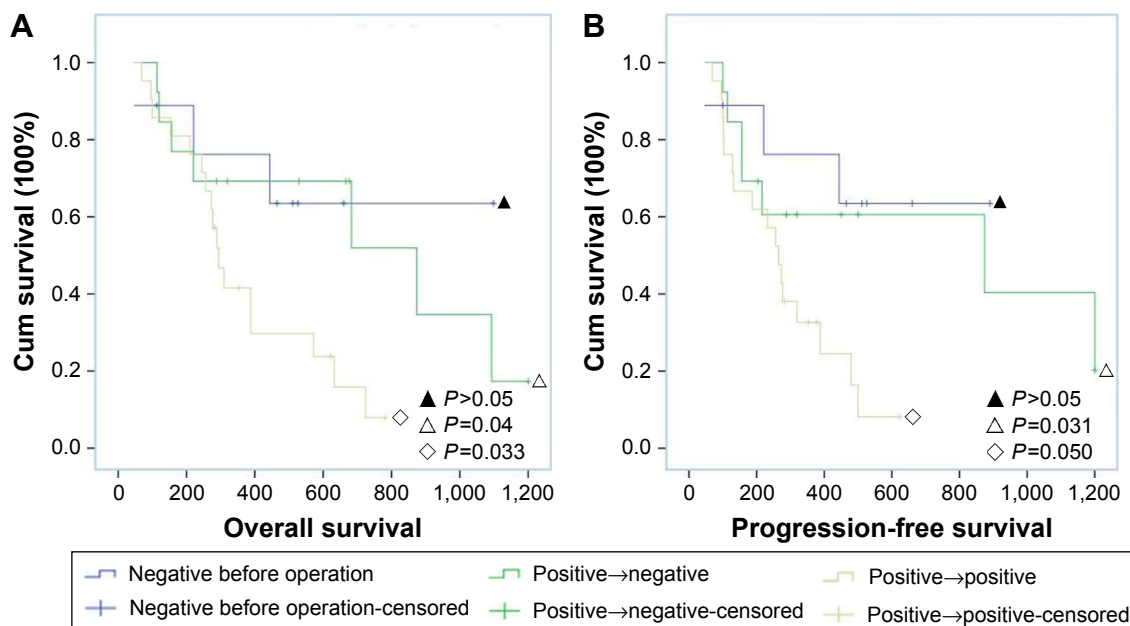 A
Cum survival (100%)
1.0
0.8
0.6
0.4
0.2
0.0
▲ P>0.05
△ P=0.04
◇ P=0.033
0 200 400 600 800 1,000 1,200
Overall survival
B
Cum survival (100%)
1.0
0.8
0.6
0.4
0.2
0.0
▲ P>0.05
△ P=0.031
◇ P=0.050
0 200 400 600 800 1,000 1,200
Progression-free survival
Negative before operation
Negative before operation-censored
Positive→negative
Positive→negative-censored
Positive→positive
Positive→positive-censored